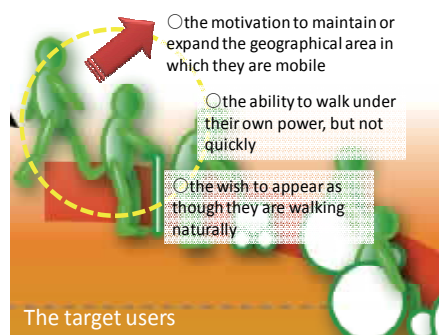 ○the motivation to maintain or
expand the geographical area in
which they are mobile
○the ability to walk under
their own power, but not
quickly
○the wish to appear as
though they are walking
naturally
The target users